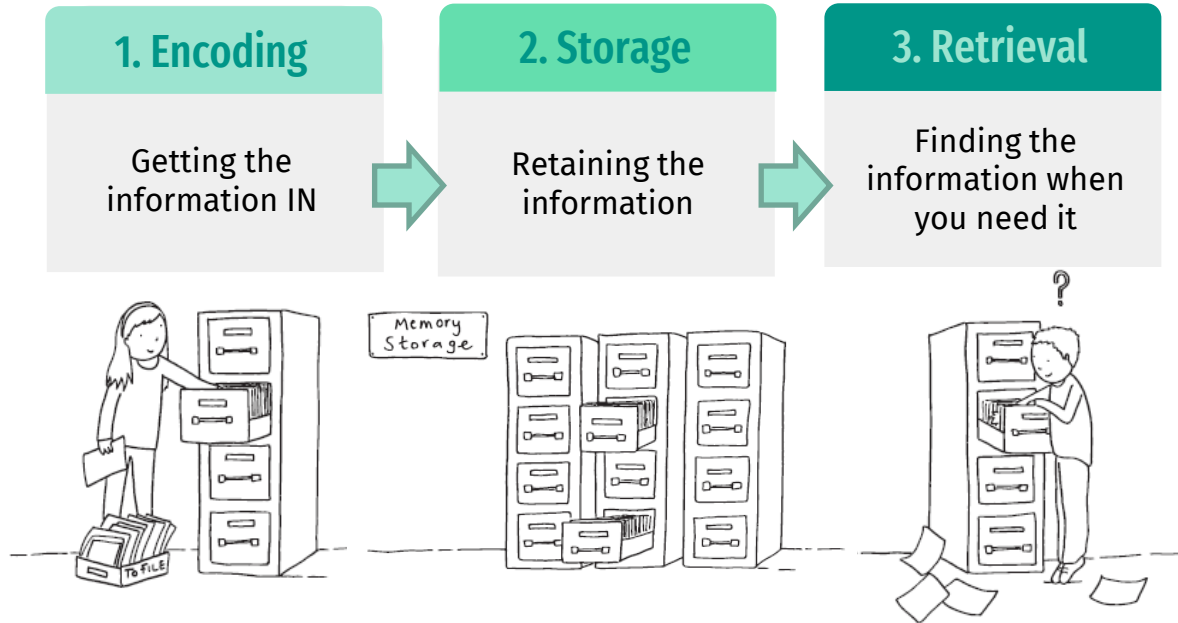 1. Encoding
Getting the
information IN
2. Storage
Retaining the
information
3. Retrieval
Finding the
information when
you need it
?
Memory
Storage
TO FILE